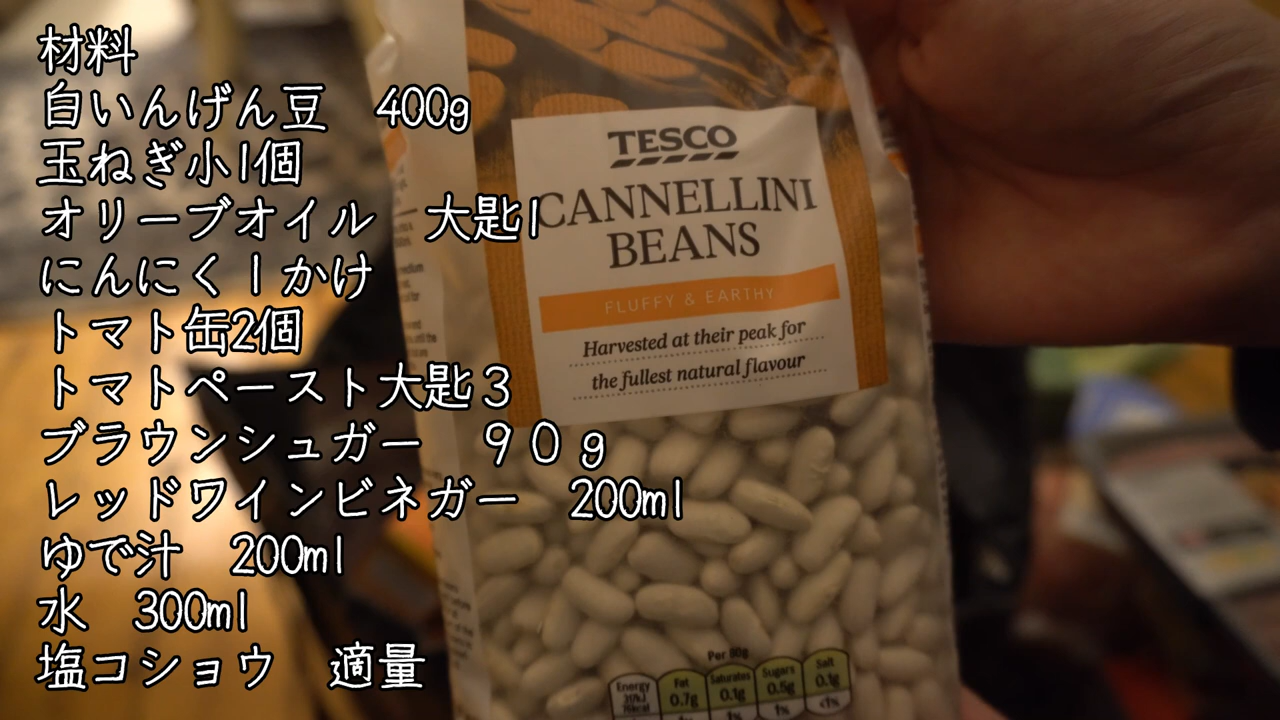 材料
白いんげん豆　400g
玉ねぎ小1個
オリーブオイル　大匙1
にんにく１かけ
トマト缶2個
トマトペースト大匙３
ブラウンシュガー　９０ｇ
レッドワインビネガー　200ml
ゆで汁　200ml
水　300ml
塩コショウ　適量
TESCO
CANNELLINI
BEANS
FLUFFY & EARTHY
Harvested at their peak for
the fullest natural flavour
Per 80g
Energy Fat Saturates Sugars Salt
0.7g 0.1g 0.5g 0.1g
1% 1% <1%